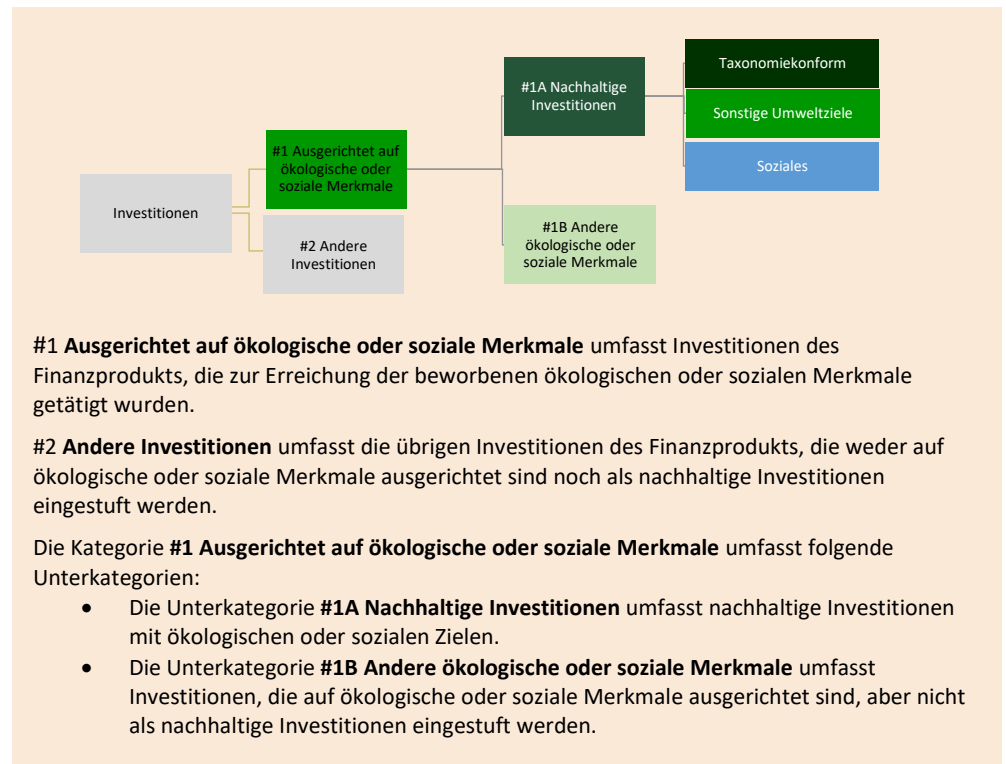 Taxonomiekonform
#1A Nachhaltige
Investitionen
Sonstige Umweltziele
#1 Ausgerichtet auf
ökologische oder
soziale Merkmale
Soziales
Investitionen
#2 Andere
Investitionen
#1B Andere
ökologische oder
soziale Merkmale
#1 Ausgerichtet auf ökologische oder soziale Merkmale umfasst Investitionen des
Finanzprodukts, die zur Erreichung der beworbenen ökologischen oder sozialen Merkmale
getätigt wurden.
#2 Andere Investitionen umfasst die übrigen Investitionen des Finanzprodukts, die weder auf
ökologische oder soziale Merkmale ausgerichtet sind noch als nachhaltige Investitionen
eingestuft werden.
Die Kategorie #1 Ausgerichtet auf ökologische oder soziale Merkmale umfasst folgende
Unterkategorien:
• Die Unterkategorie #1A Nachhaltige Investitionen umfasst nachhaltige Investitionen
mit ökologischen oder sozialen Zielen.
• Die Unterkategorie #1B Andere ökologische oder soziale Merkmale umfasst
Investitionen, die auf ökologische oder soziale Merkmale ausgerichtet sind, aber nicht
als nachhaltige Investitionen eingestuft werden.